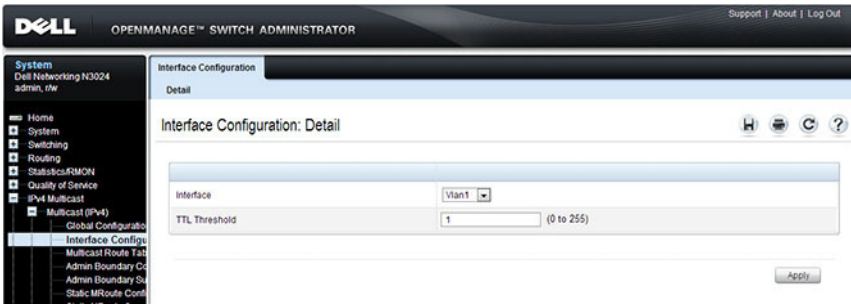 Support | About | Log Out
DELL OPENMANAGE™ SWITCH ADMINISTRATOR
System
Dell Networking N3024
admin, r/w
Home
System
Switching
Routing
Statistics/RMON
Quality of Service
IPv4 Multicast
Multicast (IPv4)
Global Configuratio
Interface Configu
Multicast Route Tab
Admin Boundary Co
Admin Boundary Su
Static MRoute Confi
Interface Configuration
Detail
Interface Configuration: Detail
Interface Vlan1
TTL Threshold 1 (0 to 255)
Apply